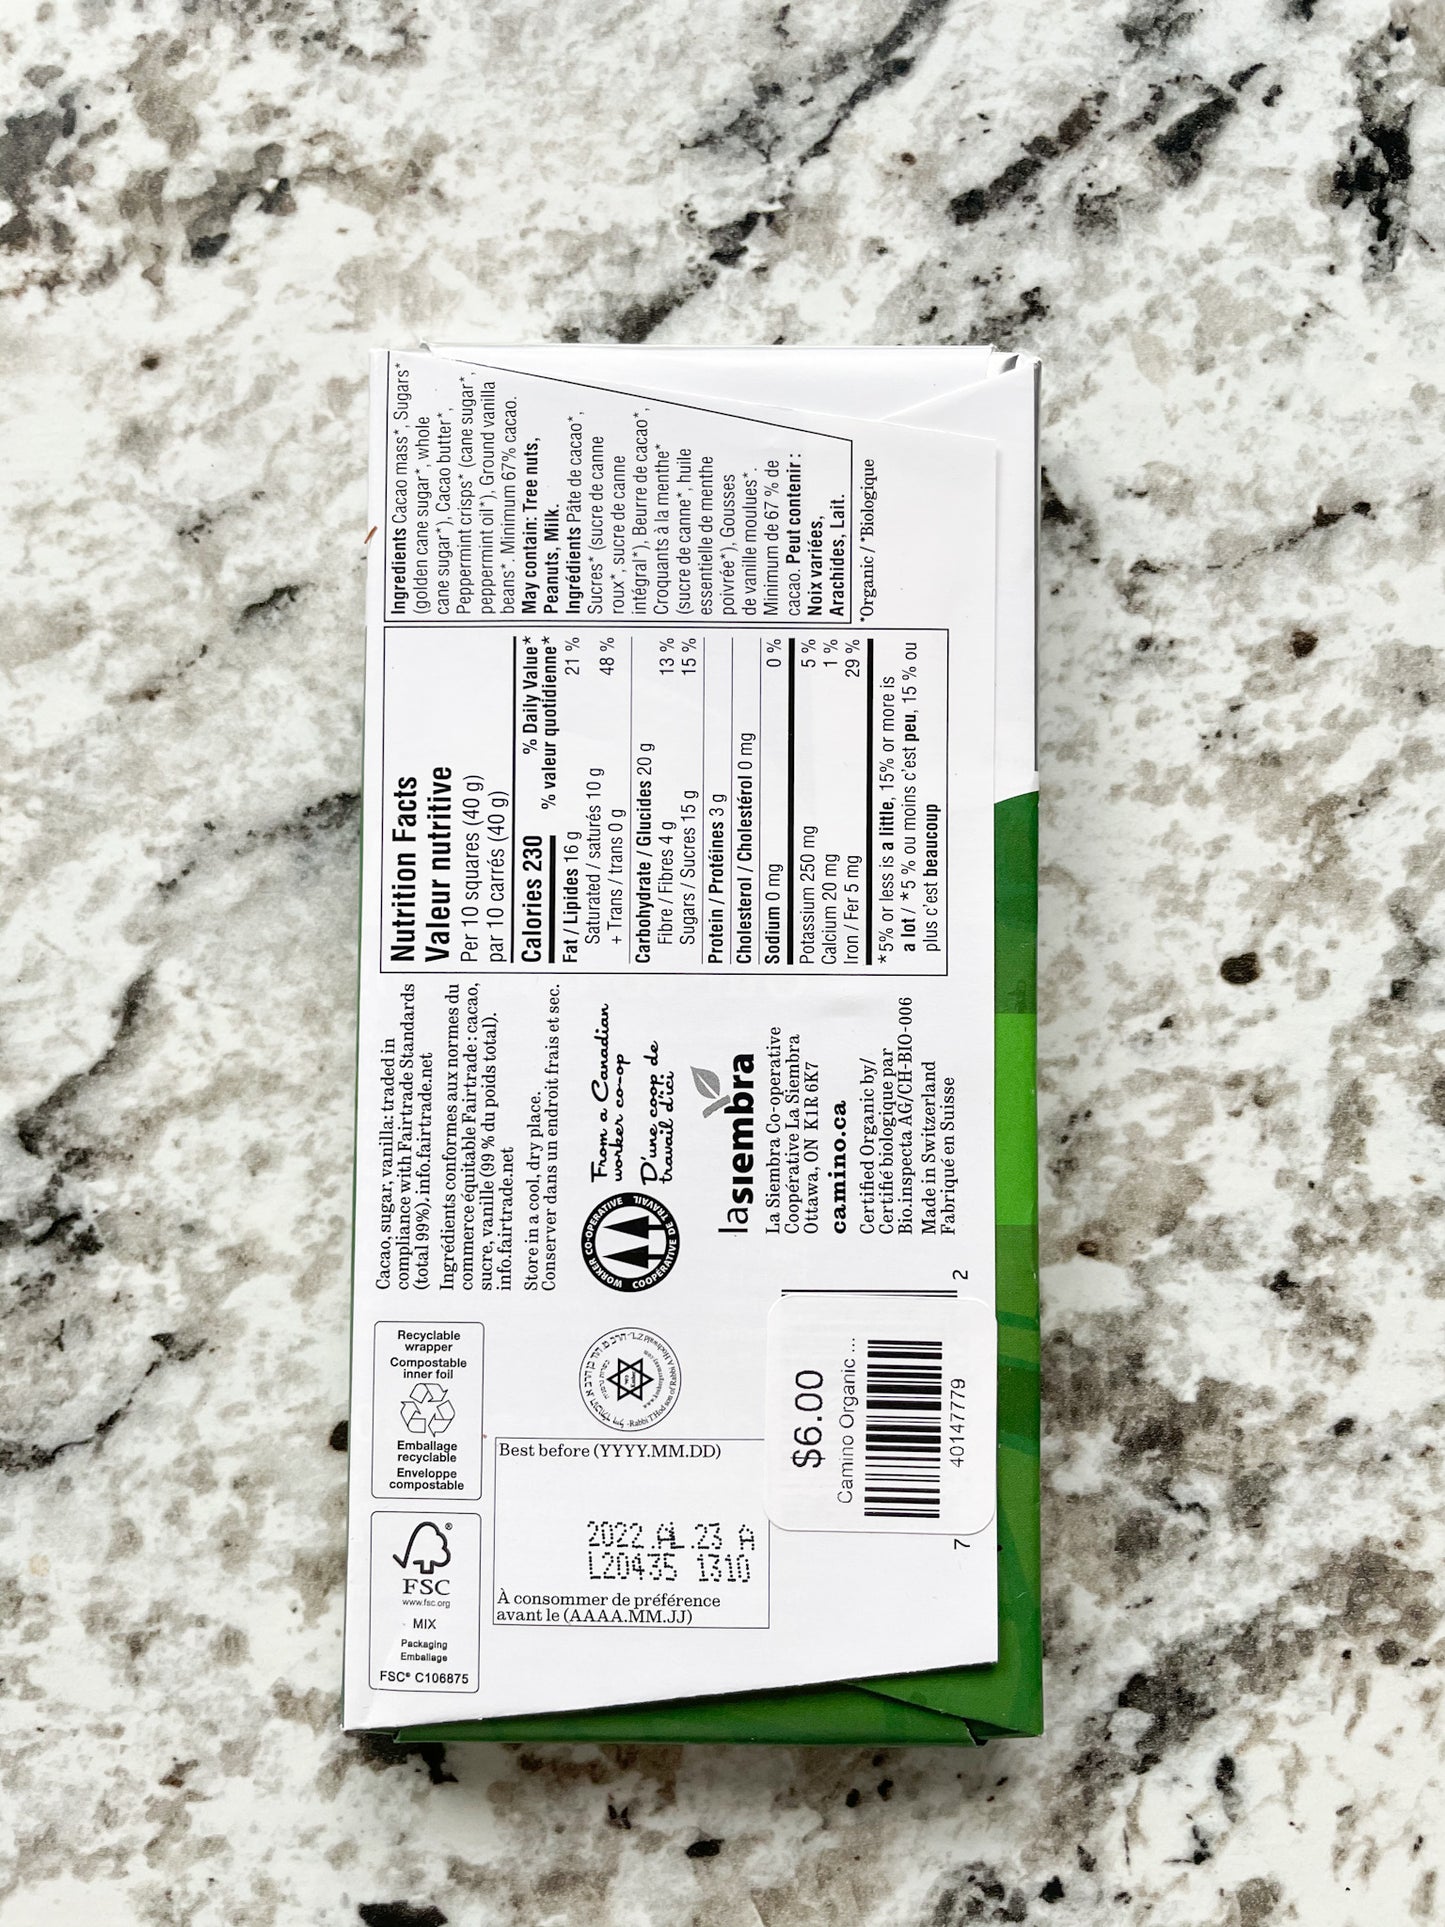 Recyclable
wrapper
Compostable
inner foil
Emballage
recyclable
Enveloppe
compostable
FSC®
www.fsc.org
MIX
Packaging
Emballage
FSC® C106875
Best before (YYYY.MM.DD)
2022.AL.23 A
L20435 1310
À consommer de préférence
avant le (AAAA.MM.JJ)
$6.00
Camino Organic ...
40147779
7
2
Cacao, sugar, vanilla: traded in
compliance with Fairtrade Standards
(total 99%). info.fairtrade.net
Ingrédients conformes aux normes du
commerce équitable Fairtrade : cacao,
sucre, vanille (99 % du poids total).
info.fairtrade.net
Store in a cool, dry place.
Conserver dans un endroit frais et sec.
WORKER CO-OPERATIVE
COOPÉRATIVE DE TRAVAIL
From a Canadian
worker co-op
D'une coop de
travail d'ici
lasiembra
La Siembra Co-operative
Coopérative La Siembra
Ottawa, ON K1R 6K7
camino.ca
Certified Organic by/
Certifié biologique par
Bio.inspecta AG/CH-BIO-006
Made in Switzerland
Fabriqué en Suisse
Nutrition Facts
Valeur nutritive
Per 10 squares (40 g)
par 10 carrés (40 g)
Calories 230 % Daily Value*
% valeur quotidienne*
Fat / Lipides 16 g 21 %
Saturated / saturés 10 g
+ Trans / trans 0 g 48 %
Carbohydrate / Glucides 20 g
Fibre / Fibres 4 g 13 %
Sugars / Sucres 15 g 15 %
Protein / Protéines 3 g
Cholesterol / Cholestérol 0 mg
Sodium 0 mg 0 %
Potassium 250 mg 5 %
Calcium 20 mg 1 %
Iron / Fer 5 mg 29 %
*5% or less is a little, 15% or more is
a lot / *5 % ou moins c'est peu, 15 % ou
plus c'est beaucoup
Ingredients Cacao mass*, Sugars*
(golden cane sugar*, whole
cane sugar*), Cacao butter*,
Peppermint crisps* (cane sugar*,
peppermint oil*), Ground vanilla
beans*. Minimum 67% cacao.
May contain: Tree nuts,
Peanuts, Milk.
Ingrédients Pâte de cacao*,
Sucres* (sucre de canne
roux*, sucre de canne
intégral*), Beurre de cacao*,
Croquants à la menthe*
(sucre de canne*, huile
essentielle de menthe
poivrée*), Gousses
de vanille moulues*.
Minimum de 67 % de
cacao. Peut contenir :
Noix variées,
Arachides, Lait.
*Organic / *Biologique